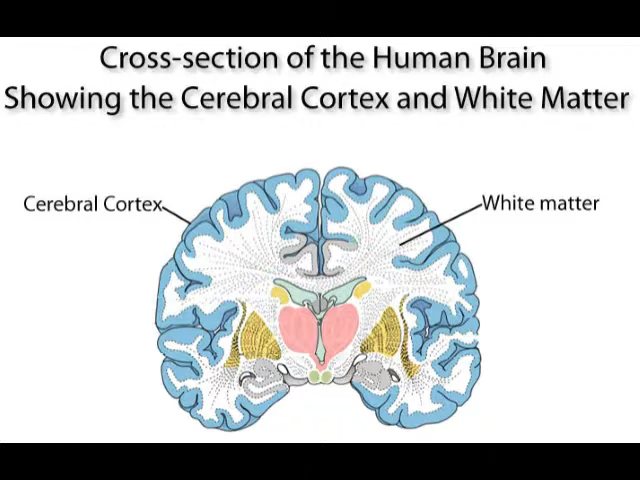 Cross-section of the Human Brain
Showing the Cerebral Cortex and White Matter
Cerebral Cortex
White matter